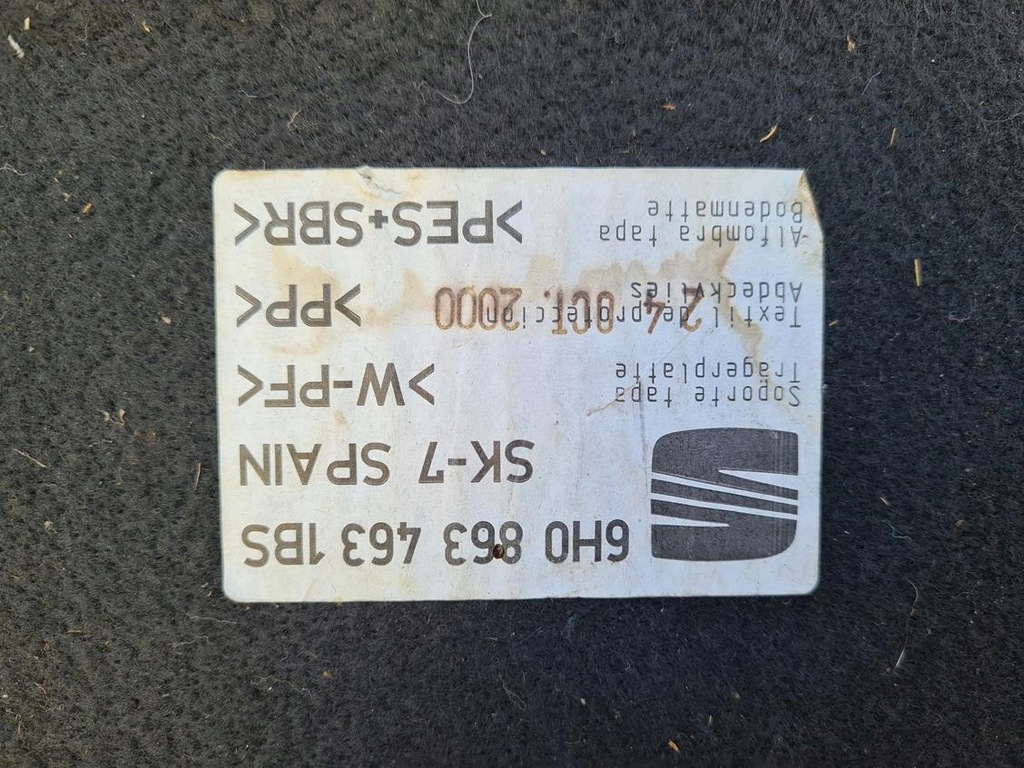 6H0 863 463 1BS
SK-7 SPAIN
Soporte tapa
Trägerplatte
>W-PF<
Textil de proteccion
Abdeckvlies
24 OCT. 2000
>PP<
Alfombra tapa
Bodenmatte
>PES+SBR<